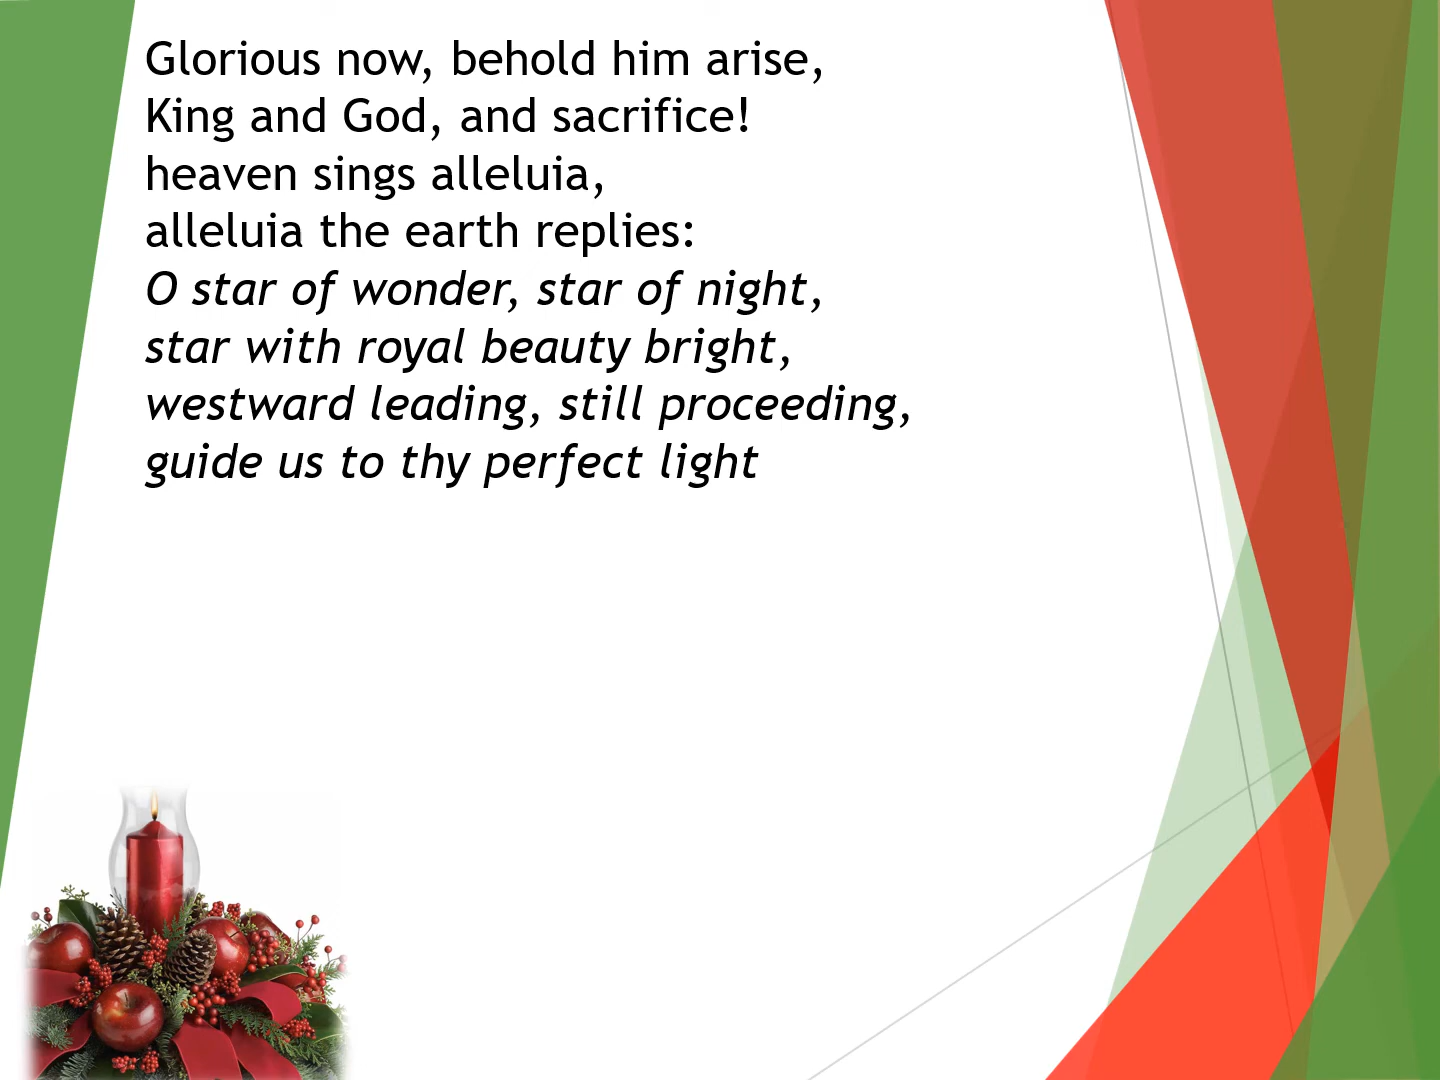 Glorious now, behold him arise,
King and God, and sacrifice!
heaven sings alleluia,
alleluia the earth replies:
O star of wonder, star of night,
star with royal beauty bright,
westward leading, still proceeding,
guide us to thy perfect light